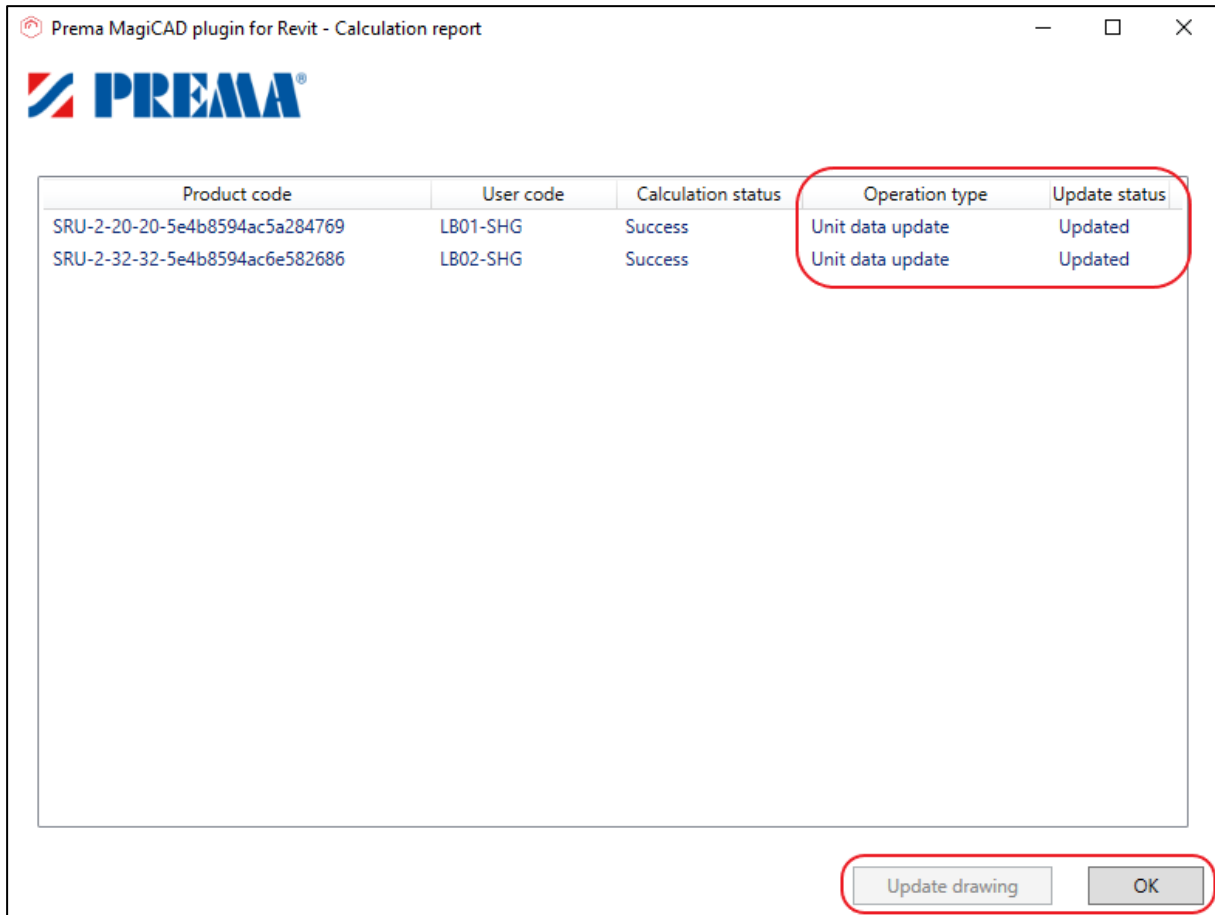 Prema MagiCAD plugin for Revit - Calculation report
PREMA®
Product code User code Calculation status Operation type Update status
SRU-2-20-20-5e4b8594ac5a284769 LB01-SHG Success Unit data update Updated
SRU-2-32-32-5e4b8594ac6e582686 LB02-SHG Success Unit data update Updated
Update drawing OK